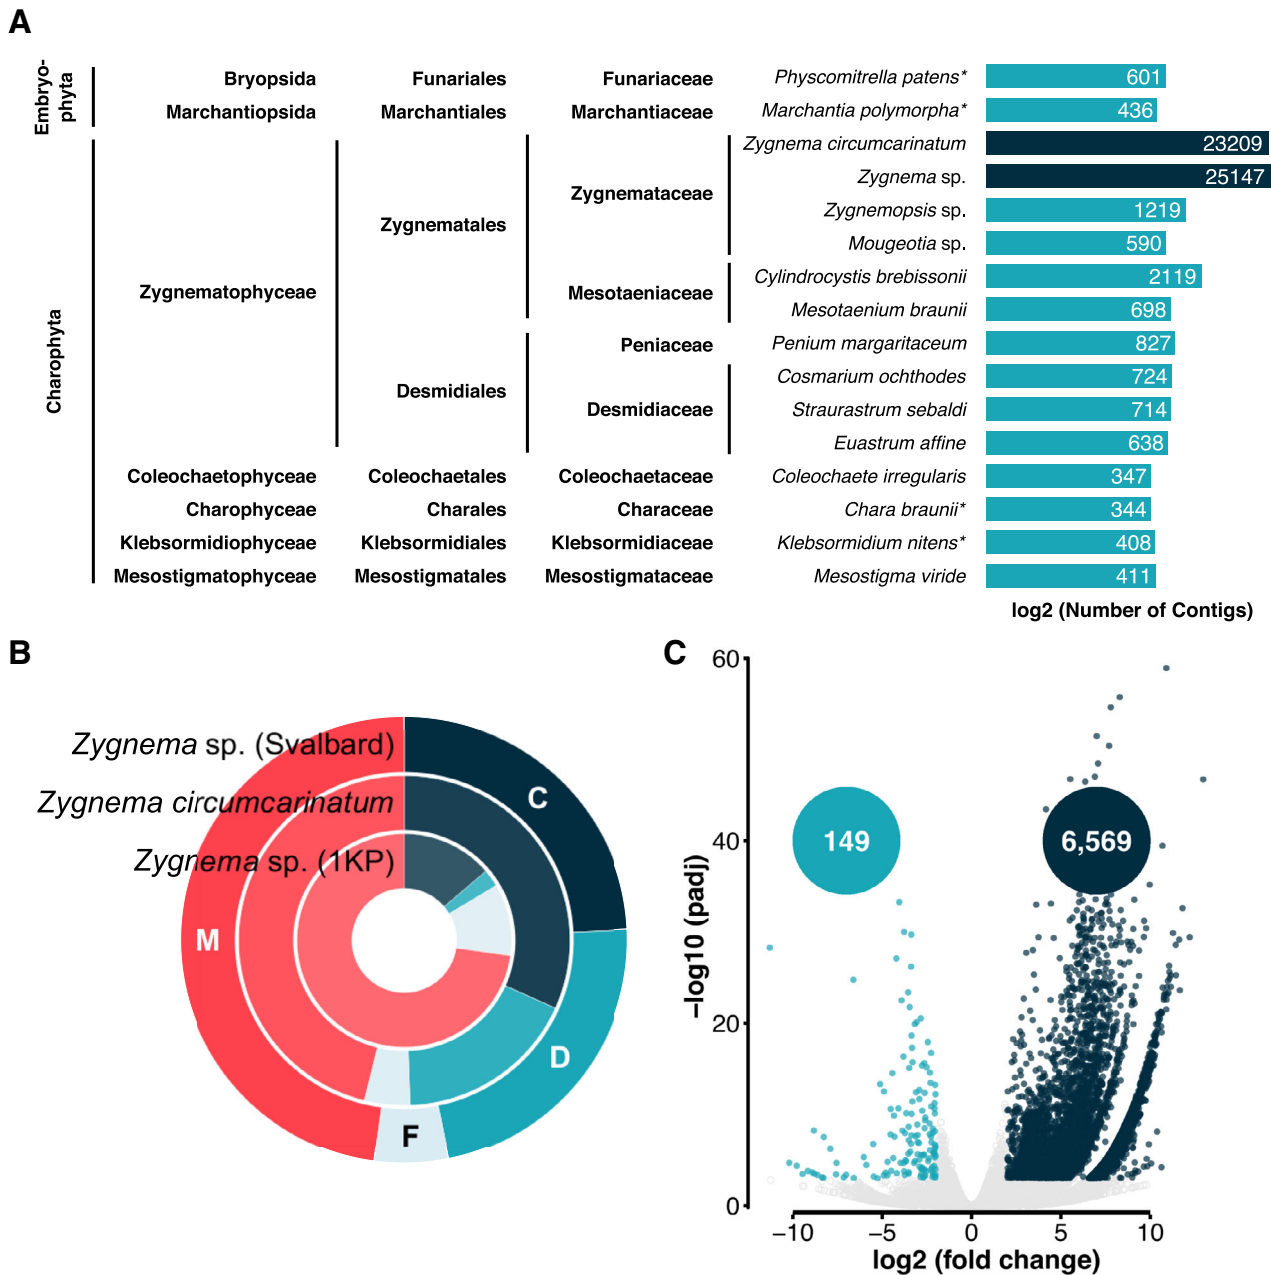 A
Embryo-
phyta
Bryopsida Funariales Funariaceae Physcomitrella patens* 601
Marchantiopsida Marchantiales Marchantiaceae Marchantia polymorpha* 436
Charophyta
Zygnematophyceae
Zygnematales
Zygnemataceae
Zygnema circumcarinatum 23209
Zygnema sp. 25147
Zygnemopsis sp. 1219
Mougeotia sp. 590
Mesotaeniaceae
Cylindrocystis brebissonii 2119
Mesotaenium braunii 698
Desmidiales
Peniaceae Penium margaritaceum 827
Desmidiaceae
Cosmarium ochthodes 724
Straurastrum sebaldi 714
Euastrum affine 638
Coleochaetophyceae Coleochaetales Coleochaetaceae Coleochaete irregularis 347
Charophyceae Charales Characeae Chara braunii* 344
Klebsormidiophyceae Klebsormidiales Klebsormidiaceae Klebsormidium nitens* 408
Mesostigmatophyceae Mesostigmatales Mesostigmataceae Mesostigma viride 411
log2 (Number of Contigs)
B
Zygnema sp. (Svalbard)
Zygnema circumcarinatum
Zygnema sp. (1KP)
C
M
D
F
C
60
40
20
0
−log10 (padj)
149
6,569
−10 −5 0 5 10
log2 (fold change)